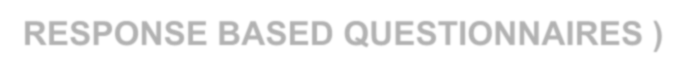 RESPONSE BASED QUESTIONNAIRES )